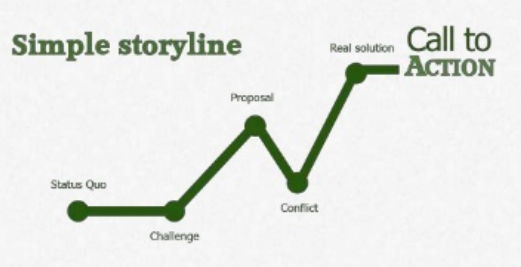 Simple storyline
Status Quo
Challenge
Proposal
Conflict
Real solution
Call to
ACTION